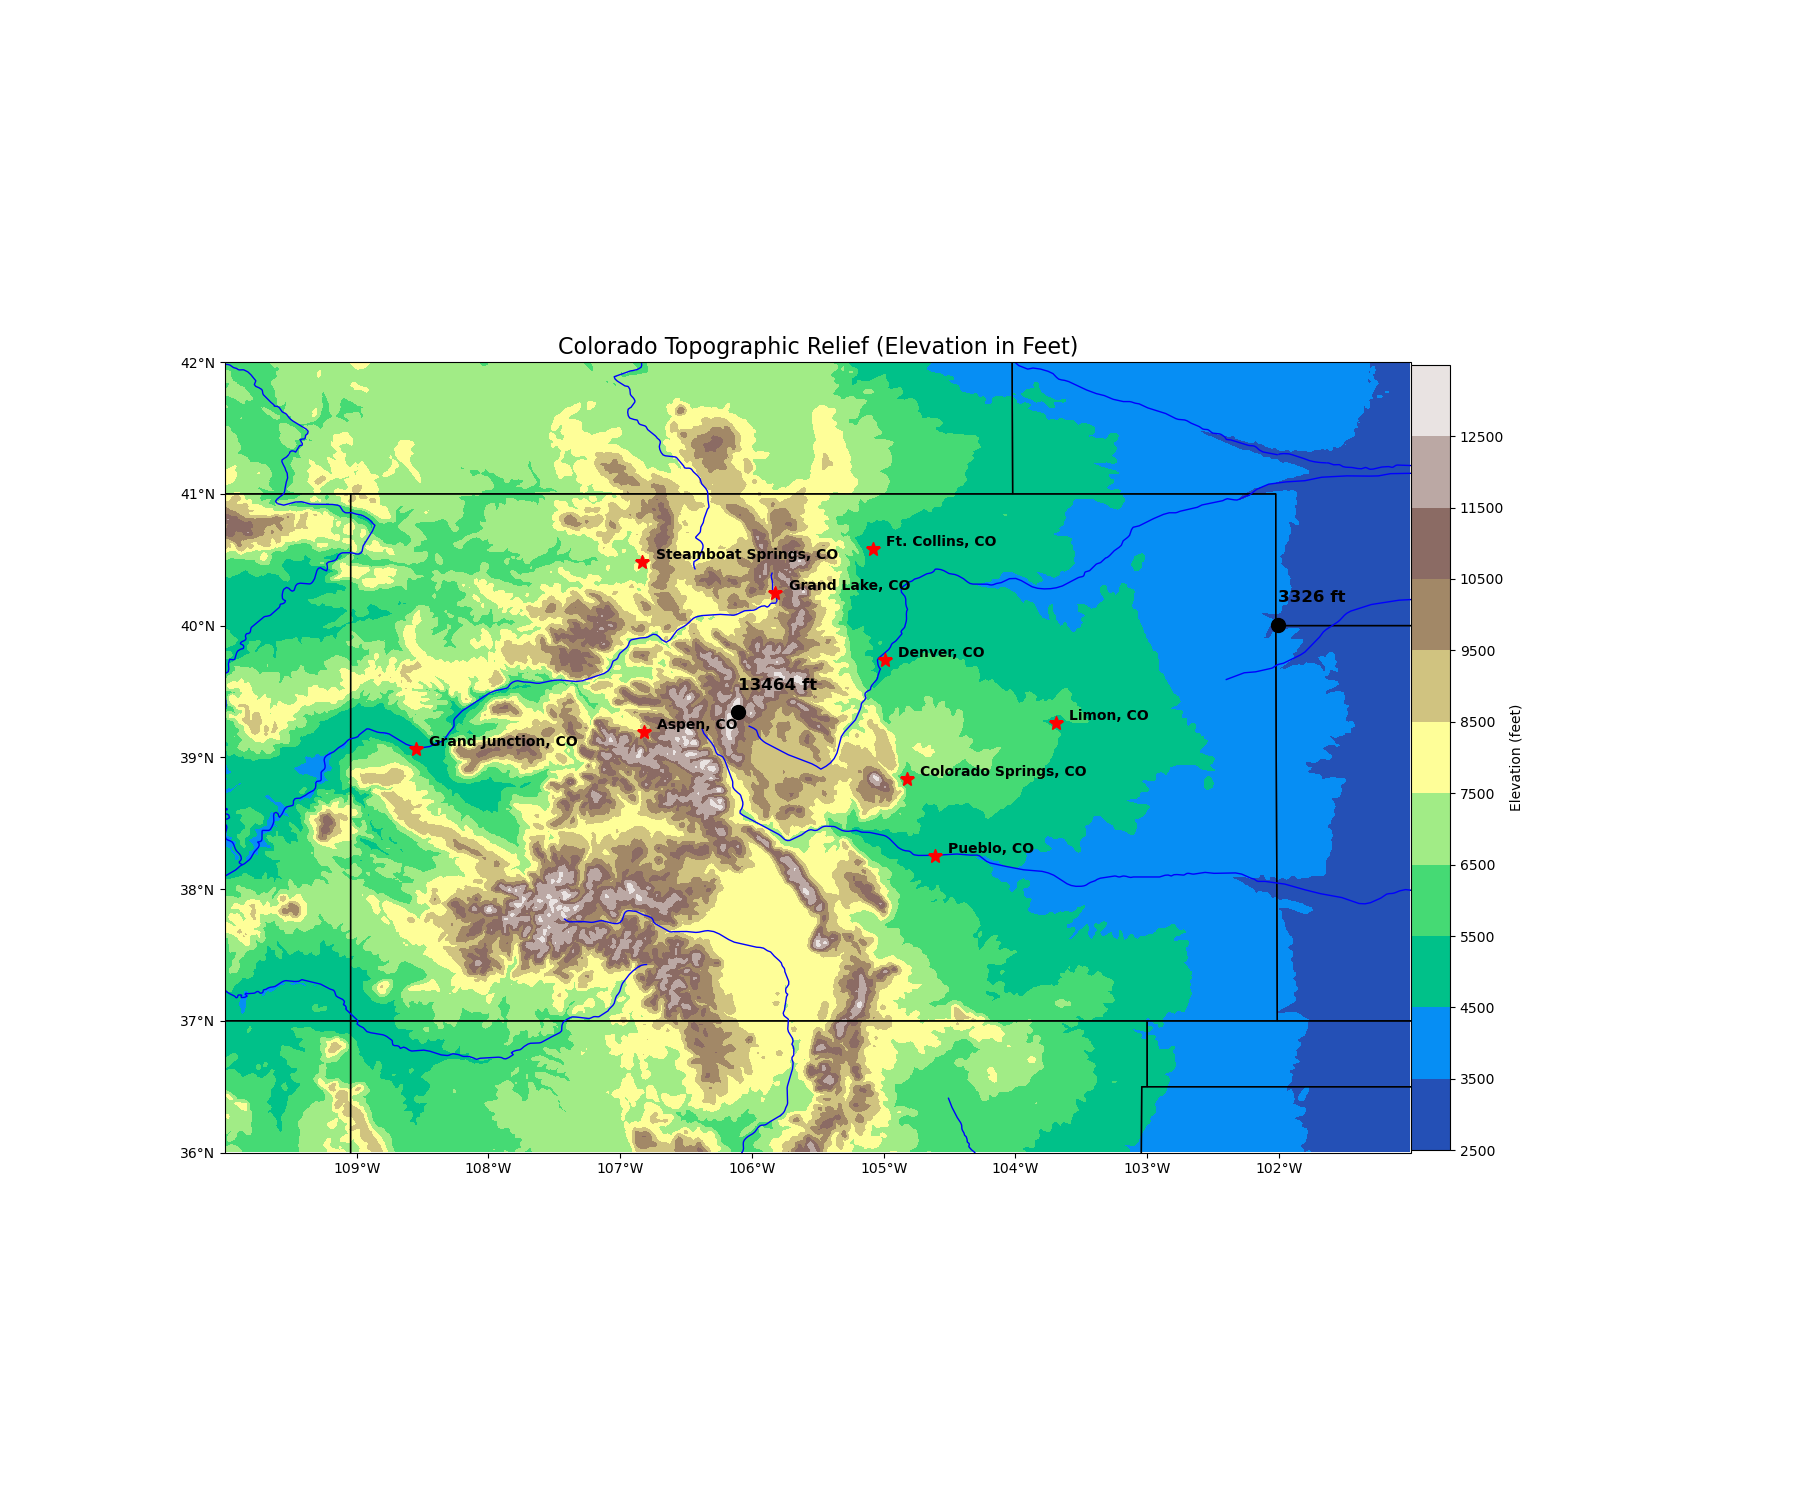 Colorado Topographic Relief (Elevation in Feet)
42°N
41°N
40°N
39°N
38°N
37°N
36°N
109°W
108°W
107°W
106°W
105°W
104°W
103°W
102°W
Ft. Collins, CO
Steamboat Springs, CO
Grand Lake, CO
3326 ft
Denver, CO
13464 ft
Limon, CO
Aspen, CO
Grand Junction, CO
Colorado Springs, CO
Pueblo, CO
12500
11500
10500
9500
8500
7500
6500
5500
4500
3500
2500
Elevation (feet)